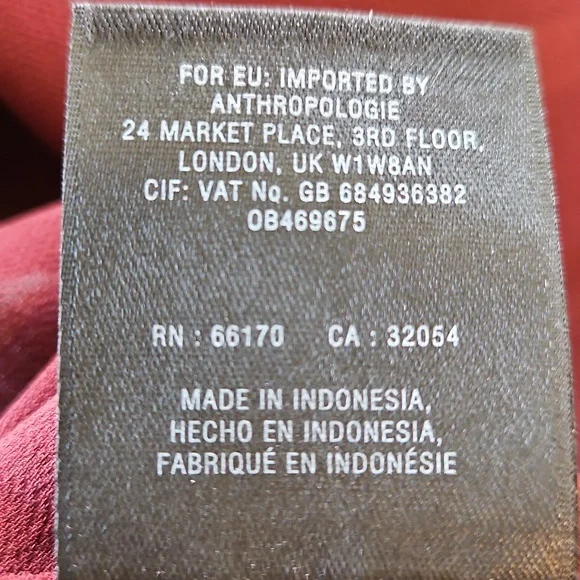 FOR EU: IMPORTED BY
ANTHROPOLOGIE
24 MARKET PLACE, 3RD FLOOR,
LONDON, UK W1W8AN
CIF: VAT No. GB 684936382
OB469675
RN : 66170 CA : 32054
MADE IN INDONESIA,
HECHO EN INDONESIA,
FABRIQUÉ EN INDONÉSIE